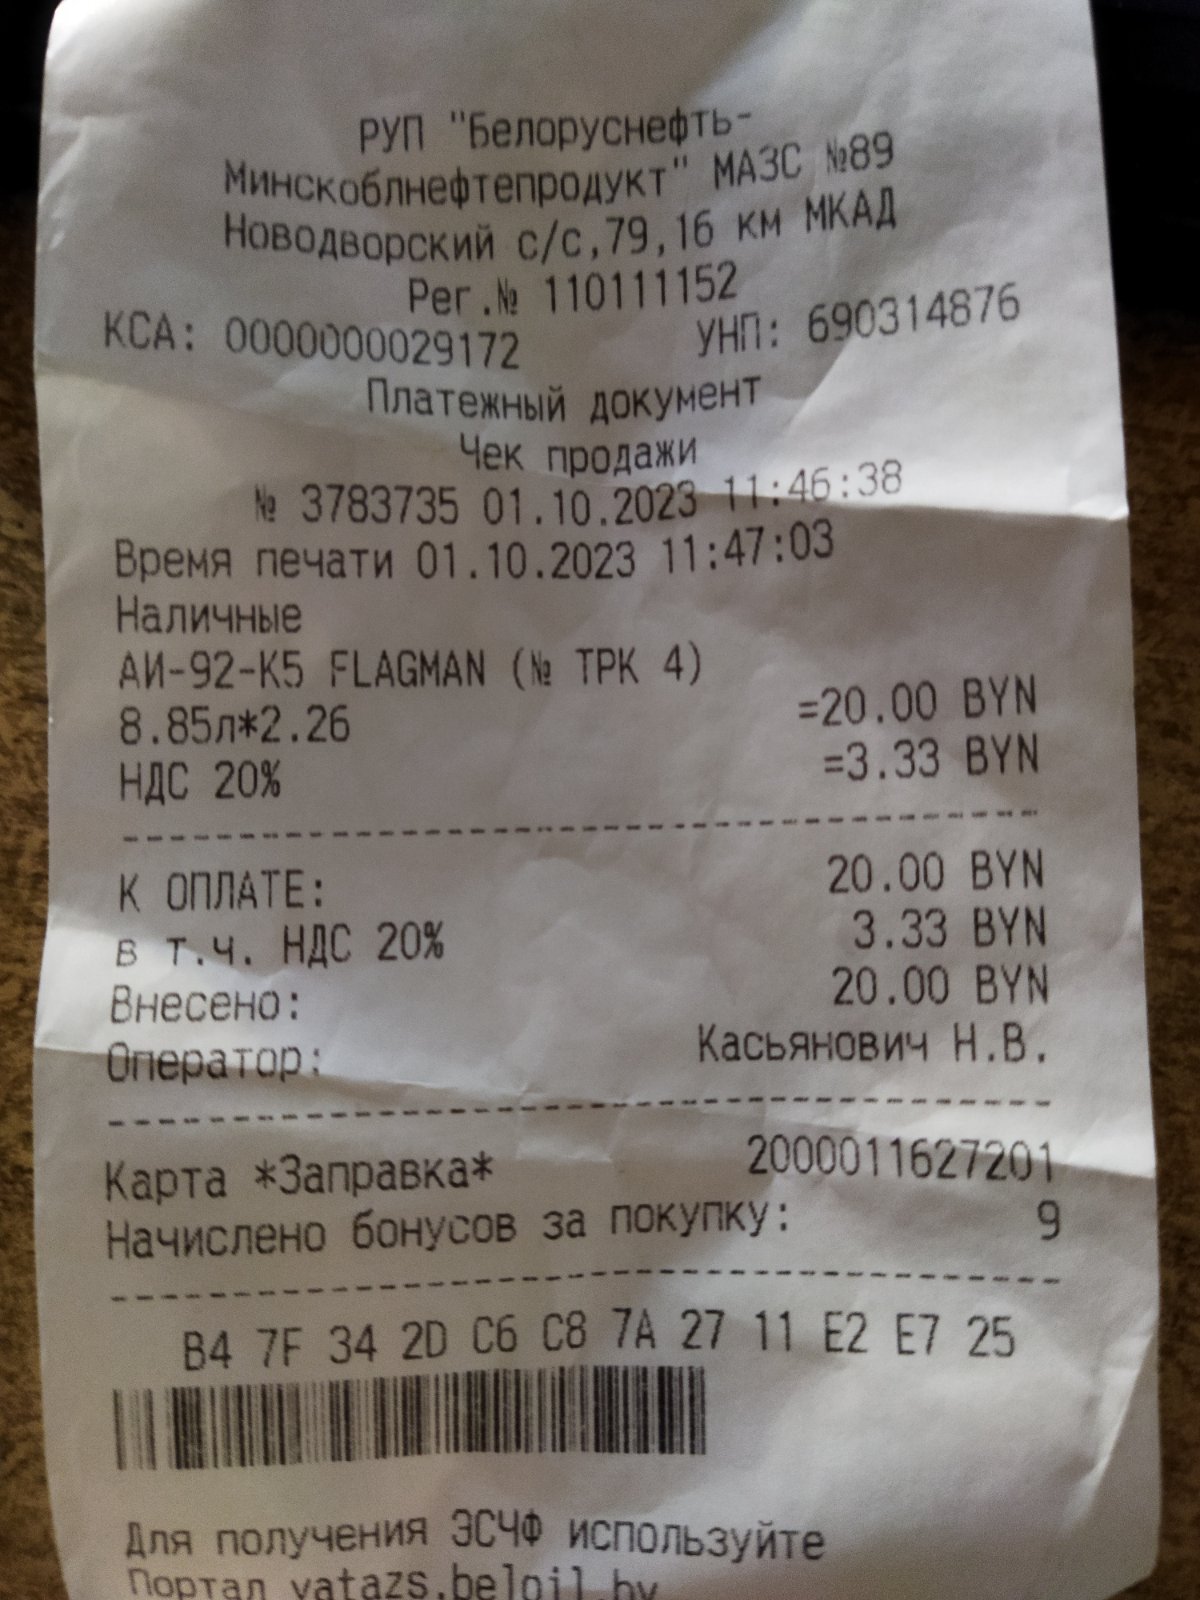 РУП "Белоруснефть-
Минскоблнефтепродукт" МАЗС №89
Новодворский с/с,79,16 км МКАД
Рег.№ 110111152
КСА: 0000000029172 УНП: 690314876
Платежный документ
Чек продажи
№ 3783735 01.10.2023 11:46:38
Время печати 01.10.2023 11:47:03
Наличные
АИ-92-К5 FLAGMAN (№ ТРК 4)
8.85л*2.26 =20.00 BYN
НДС 20% =3.33 BYN
К ОПЛАТЕ: 20.00 BYN
в т.ч. НДС 20% 3.33 BYN
Внесено: 20.00 BYN
Оператор: Касьянович Н.В.
Карта *Заправка* 2000011627201
Начислено бонусов за покупку: 9
B4 7F 34 2D C6 C8 7A 27 11 E2 E7 25
Для получения ЭСЧФ используйте
Портал vatazs.beloil.by